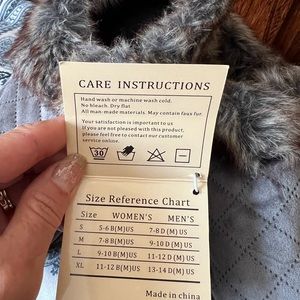 CARE INSTRUCTIONS
Hand wash or machine wash cold.
No bleach. Dry flat
All man-made materials. May contain faux fur.
Your satisfaction is important to us
If you are not pleased with this product,
please feel free to contact our customer
service online.
30
Size Reference Chart
Size WOMEN'S MEN'S
S 5-6 B(M)US 7-8 D(M)US
M 7-8 B(M)US 9-10 D(M)US
L 9-10 B(M)US 11-12 D(M)US
XL 11-12 B(M)US 13-14 D(M)US
Made in china